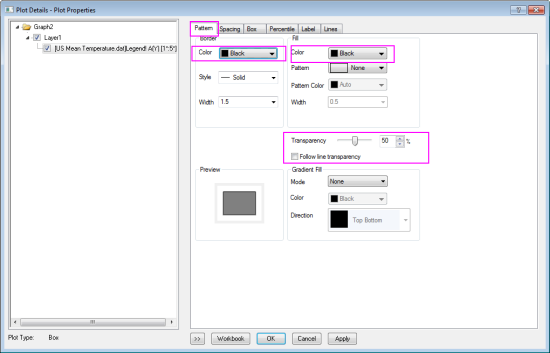 Plot Details - Plot Properties
Graph2
Layer1
[US Mean Temperature.dat]Legend! A(Y) [1*:5*]
Pattern Spacing Box Percentile Label Lines
Border
Color Black
Style Solid
Width 1.5
Fill
Color Black
Pattern None
Pattern Color Auto
Width 0.5
Transparency 50 %
Follow line transparency
Preview
Gradient Fill
Mode None
Color Black
Direction Top Bottom
Plot Type: Box
>> Workbook OK Cancel Apply